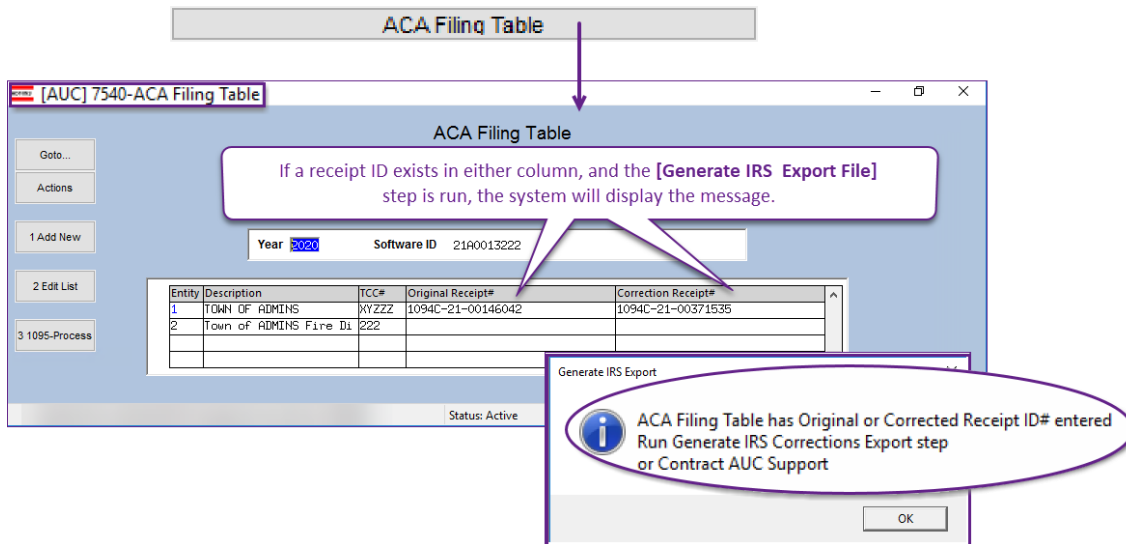 ACA Filing Table
[AUC] 7540-ACA Filing Table
ACA Filing Table
Goto...
Actions
1 Add New
2 Edit List
3 1095-Process
If a receipt ID exists in either column, and the [Generate IRS Export File]
step is run, the system will display the message.
Year 2020 Software ID 21A0013222
Entity Description TCC# Original Receipt# Correction Receipt#
1 TOWN OF ADMINS XYZZZ 1094C-21-00146042 1094C-21-00371535
2 Town of ADMINS Fire Di 222
Status: Active
Generate IRS Export
ACA Filing Table has Original or Corrected Receipt ID# entered
Run Generate IRS Corrections Export step
or Contract AUC Support
OK